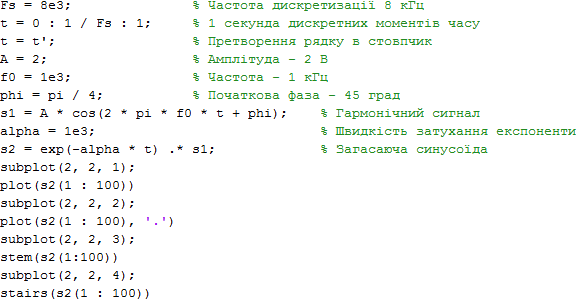 Fs = 8e3; % Частота дискретизації 8 кГц
t = 0 : 1 / Fs : 1; % 1 секунда дискретних моментів часу
t = t'; % Претворення рядку в стовпчик
A = 2; % Амплітуда - 2 В
f0 = 1e3; % Частота - 1 кГц
phi = pi / 4; % Початкова фаза - 45 град
s1 = A * cos(2 * pi * f0 * t + phi); % Гармонічний сигнал
alpha = 1e3; % Швидкість затухання експоненти
s2 = exp(-alpha * t) .* s1; % Загасаюча синусоїда
subplot(2, 2, 1);
plot(s2(1 : 100))
subplot(2, 2, 2);
plot(s2(1 : 100), '.')
subplot(2, 2, 3);
stem(s2(1:100))
subplot(2, 2, 4);
stairs(s2(1 : 100))